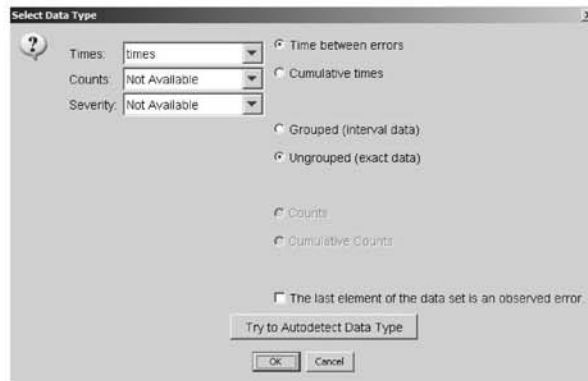 Select Data Type
Times: times
Counts: Not Available
Severity: Not Available
Time between errors
Cumulative times
Grouped (interval data)
Ungrouped (exact data)
Counts
Cumulative Counts
The last element of the data set is an observed error.
Try to Autodetect Data Type
OK
Cancel